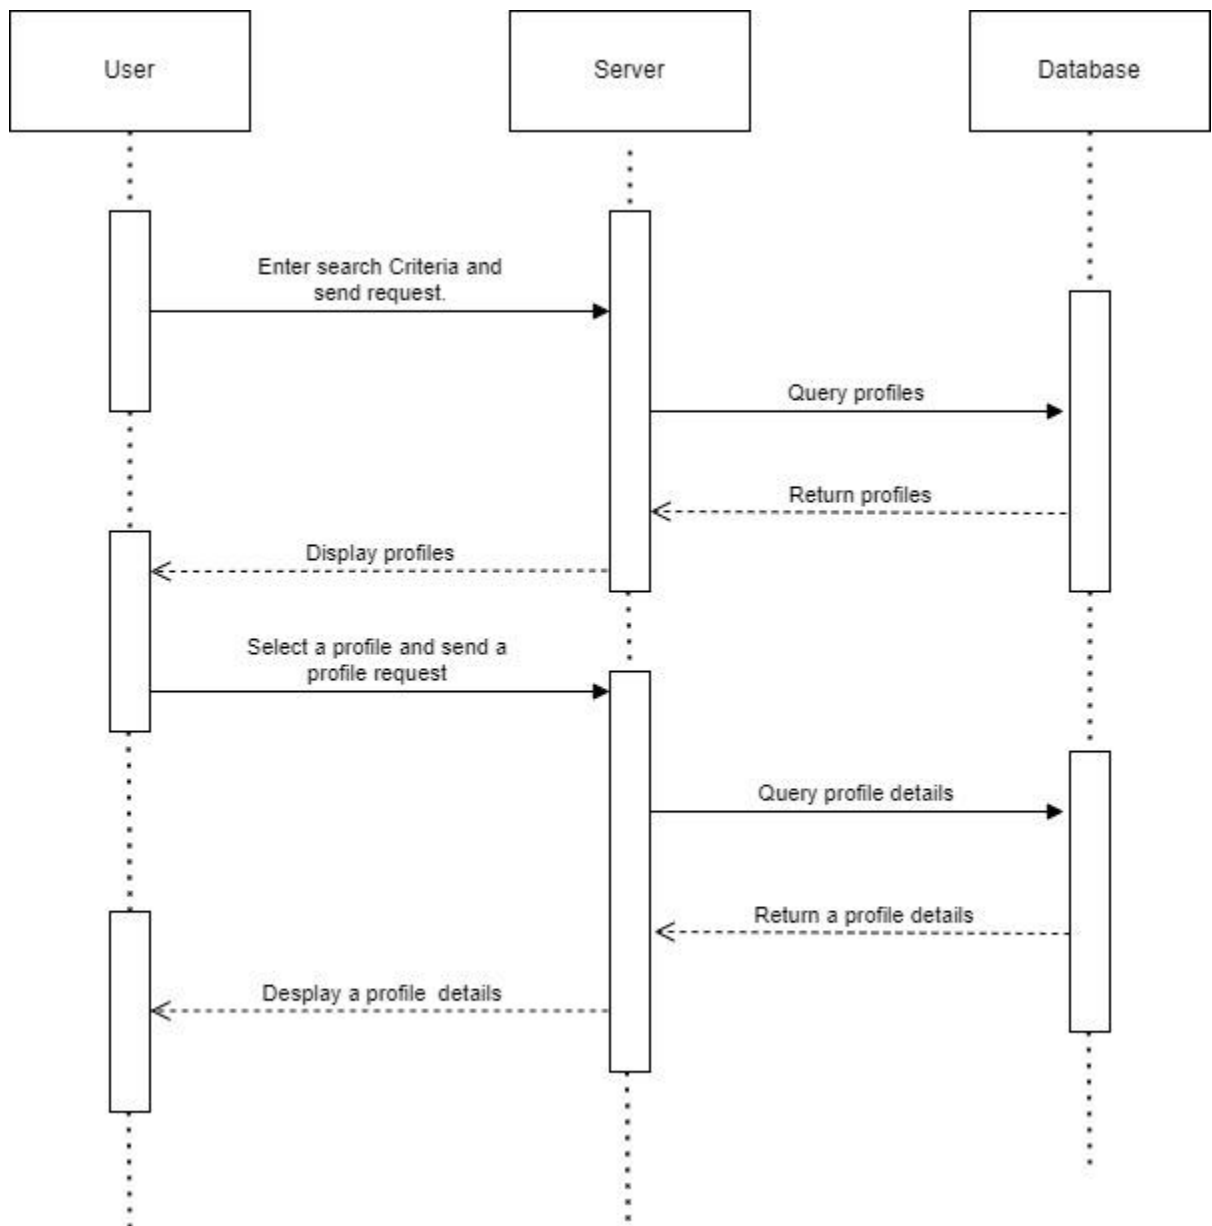 User
Server
Database
Enter search Criteria and
send request.
Query profiles
Return profiles
Display profiles
Select a profile and send a
profile request
Query profile details
Return a profile details
Desplay a profile  details